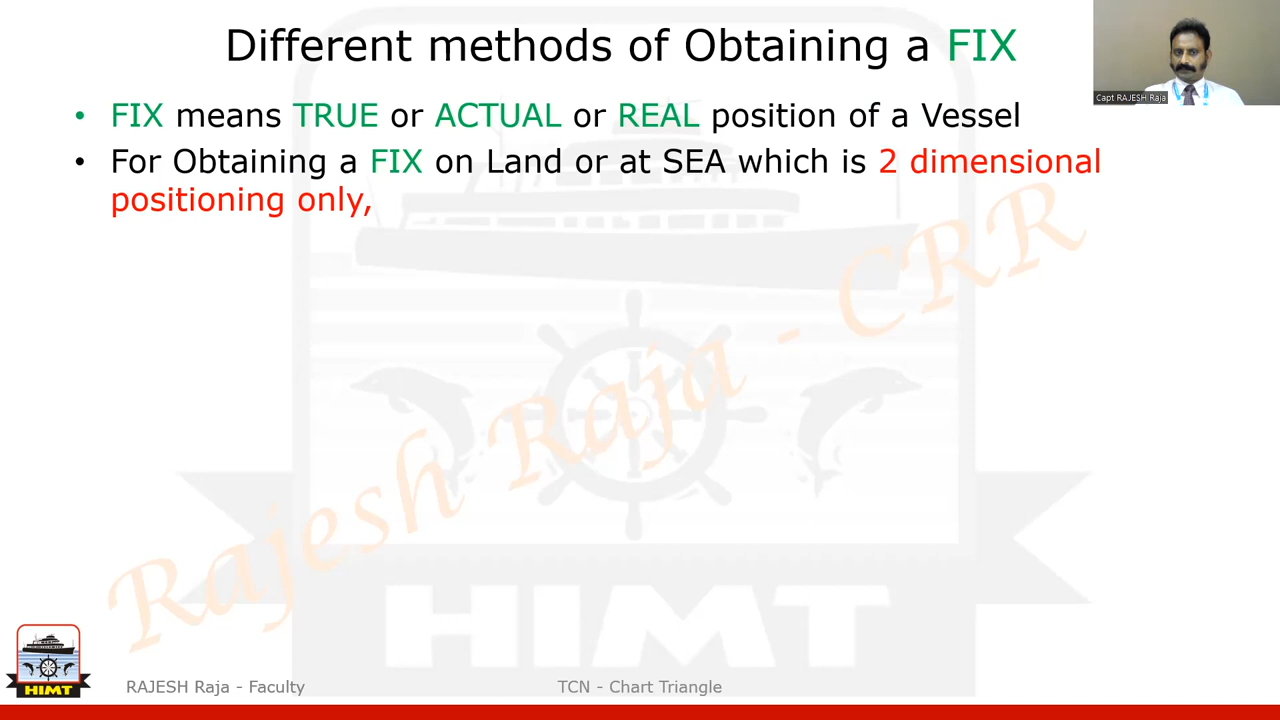 Different methods of Obtaining a FIX
Capt RAJESH Raja
• FIX means TRUE or ACTUAL or REAL position of a Vessel
• For Obtaining a FIX on Land or at SEA which is 2 dimensional
positioning only,
Rajesh Raja - CRR
HIMT
HIMT
RAJESH Raja - Faculty
TCN - Chart Triangle